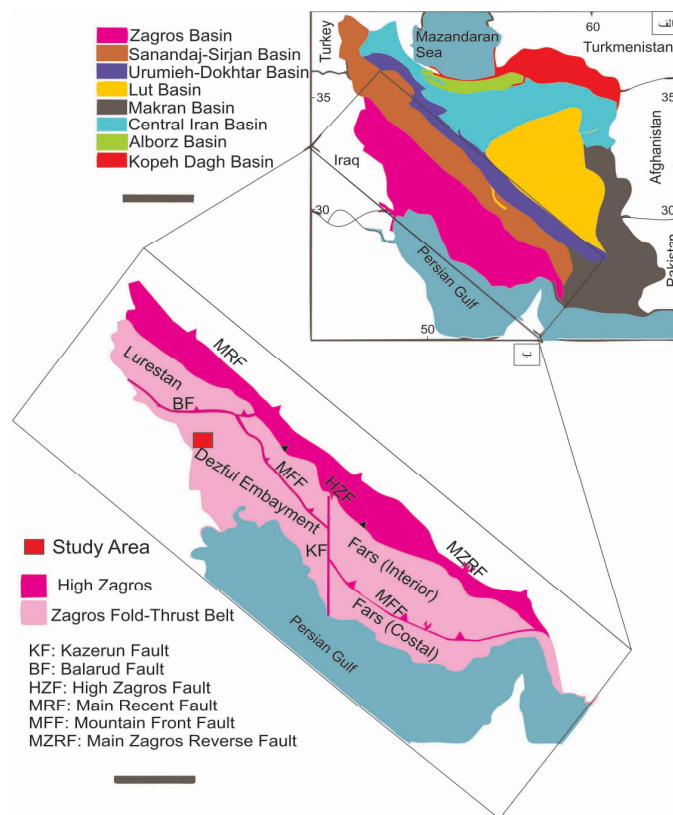 Zagros Basin
Sanandaj-Sirjan Basin
Urumieh-Dokhtar Basin
Lut Basin
Makran Basin
Central Iran Basin
Alborz Basin
Kopeh Dagh Basin
Turkey
Mazandaran
Sea
60
Turkmenistan
35
35
Afghanistan
Iraq
30
30
Pakistan
Persian Gulf
50
MRF
Lurestan
BF
MFF
HZF
Dezful Embayment
KF
Fars (Interior)
MZRF
MFF
Fars (Costal)
Persian Gulf
Study Area
High Zagros
Zagros Fold-Thrust Belt
KF: Kazerun Fault
BF: Balarud Fault
HZF: High Zagros Fault
MRF: Main Recent Fault
MFF: Mountain Front Fault
MZRF: Main Zagros Reverse Fault